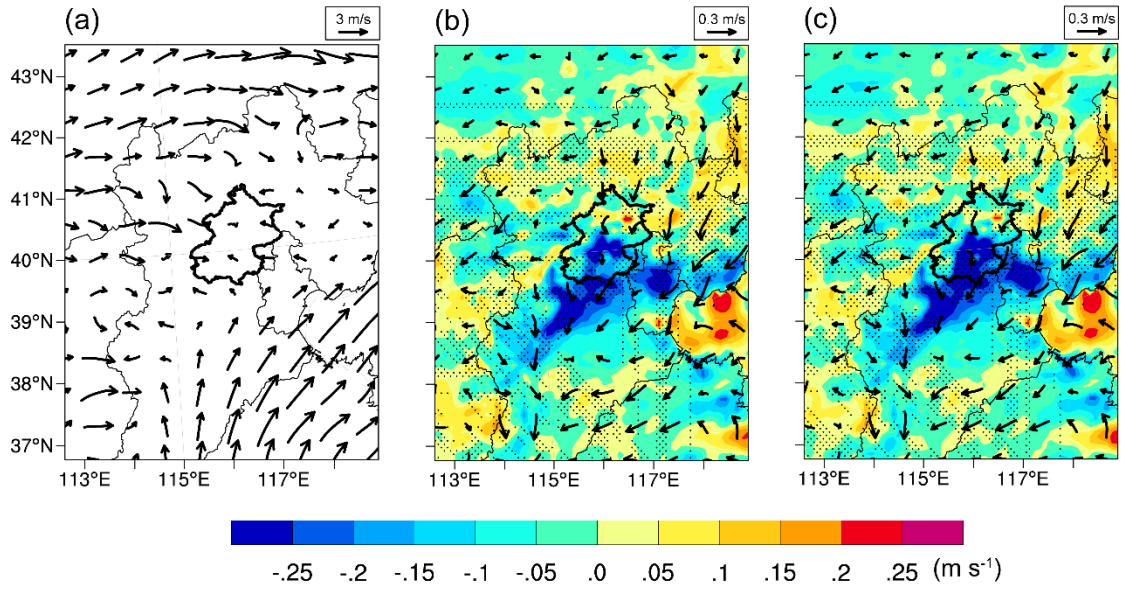 (a) 3 m/s (b) 0.3 m/s (c) 0.3 m/s
43°N
42°N
41°N
40°N
39°N
38°N
37°N
113°E 115°E 117°E 113°E 115°E 117°E 113°E 115°E 117°E
-.25 -.2 -.15 -.1 -.05 .0 .05 .1 .15 .2 .25 (m s-1)